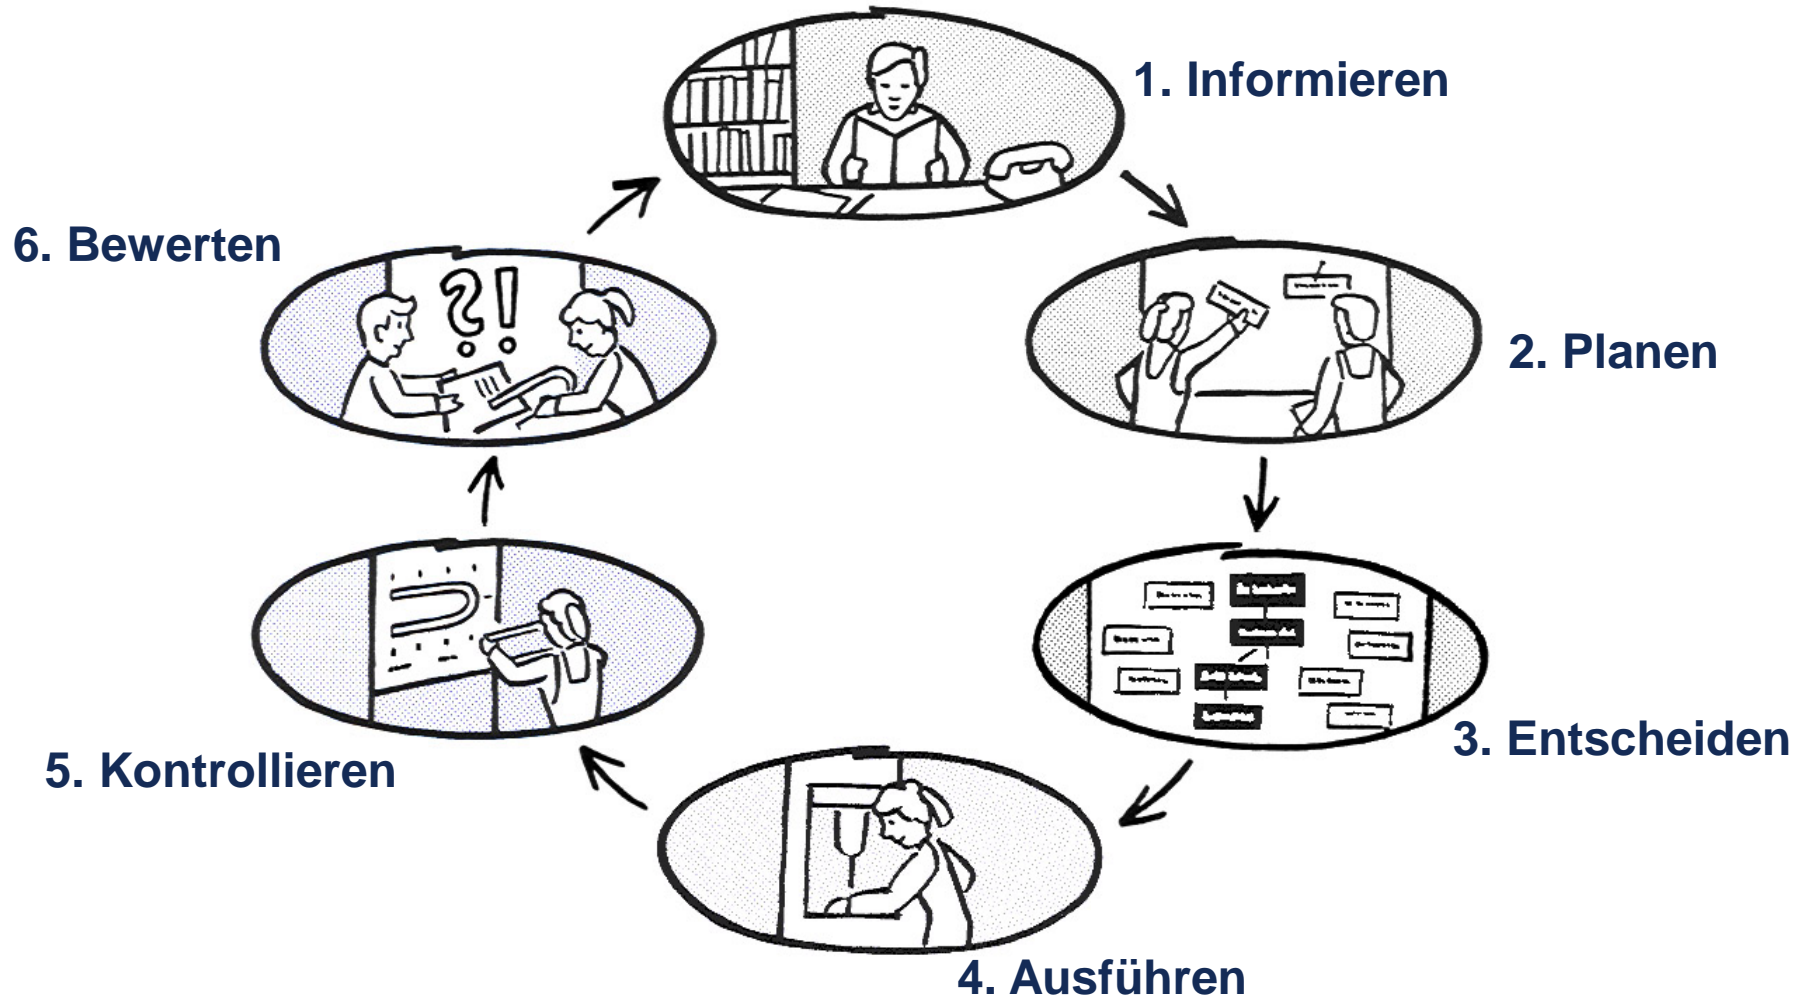 1. Informieren
2. Planen
3. Entscheiden
4. Ausführen
5. Kontrollieren
6. Bewerten
?!